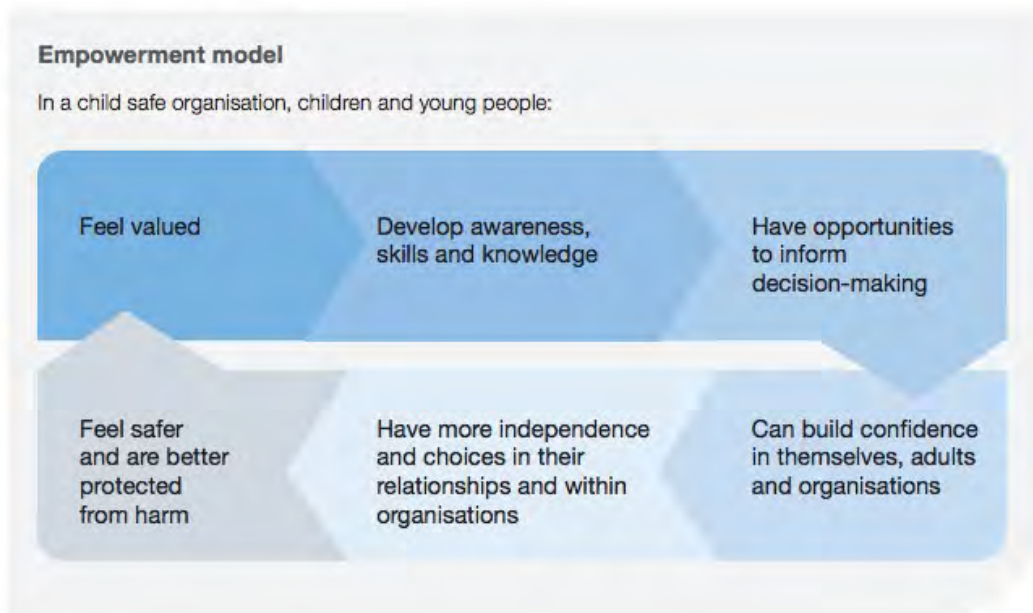 Empowerment model
In a child safe organisation, children and young people:
Feel valued
Develop awareness,
skills and knowledge
Have opportunities
to inform
decision-making
Can build confidence
in themselves, adults
and organisations
Have more independence
and choices in their
relationships and within
organisations
Feel safer
and are better
protected
from harm